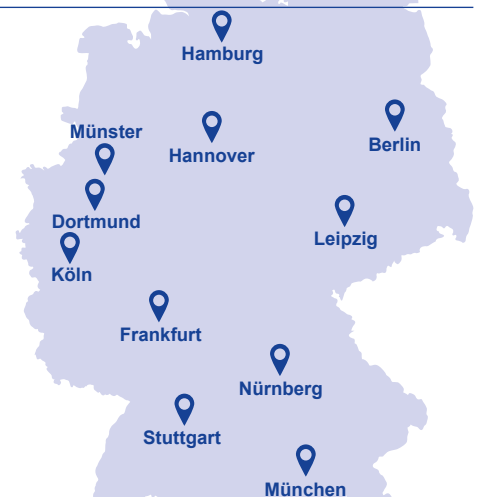 Hamburg
Münster
Berlin
Hannover
Dortmund
Leipzig
Köln
Frankfurt
Nürnberg
Stuttgart
München